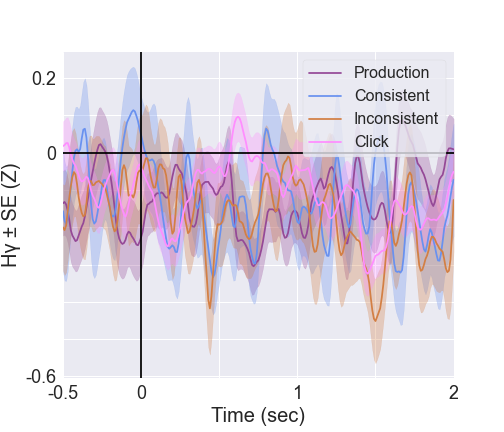 Production
Consistent
Inconsistent
Click
0.2
0
-0.6
-0.5
0
1
2
Hγ ± SE (Z)
Time (sec)